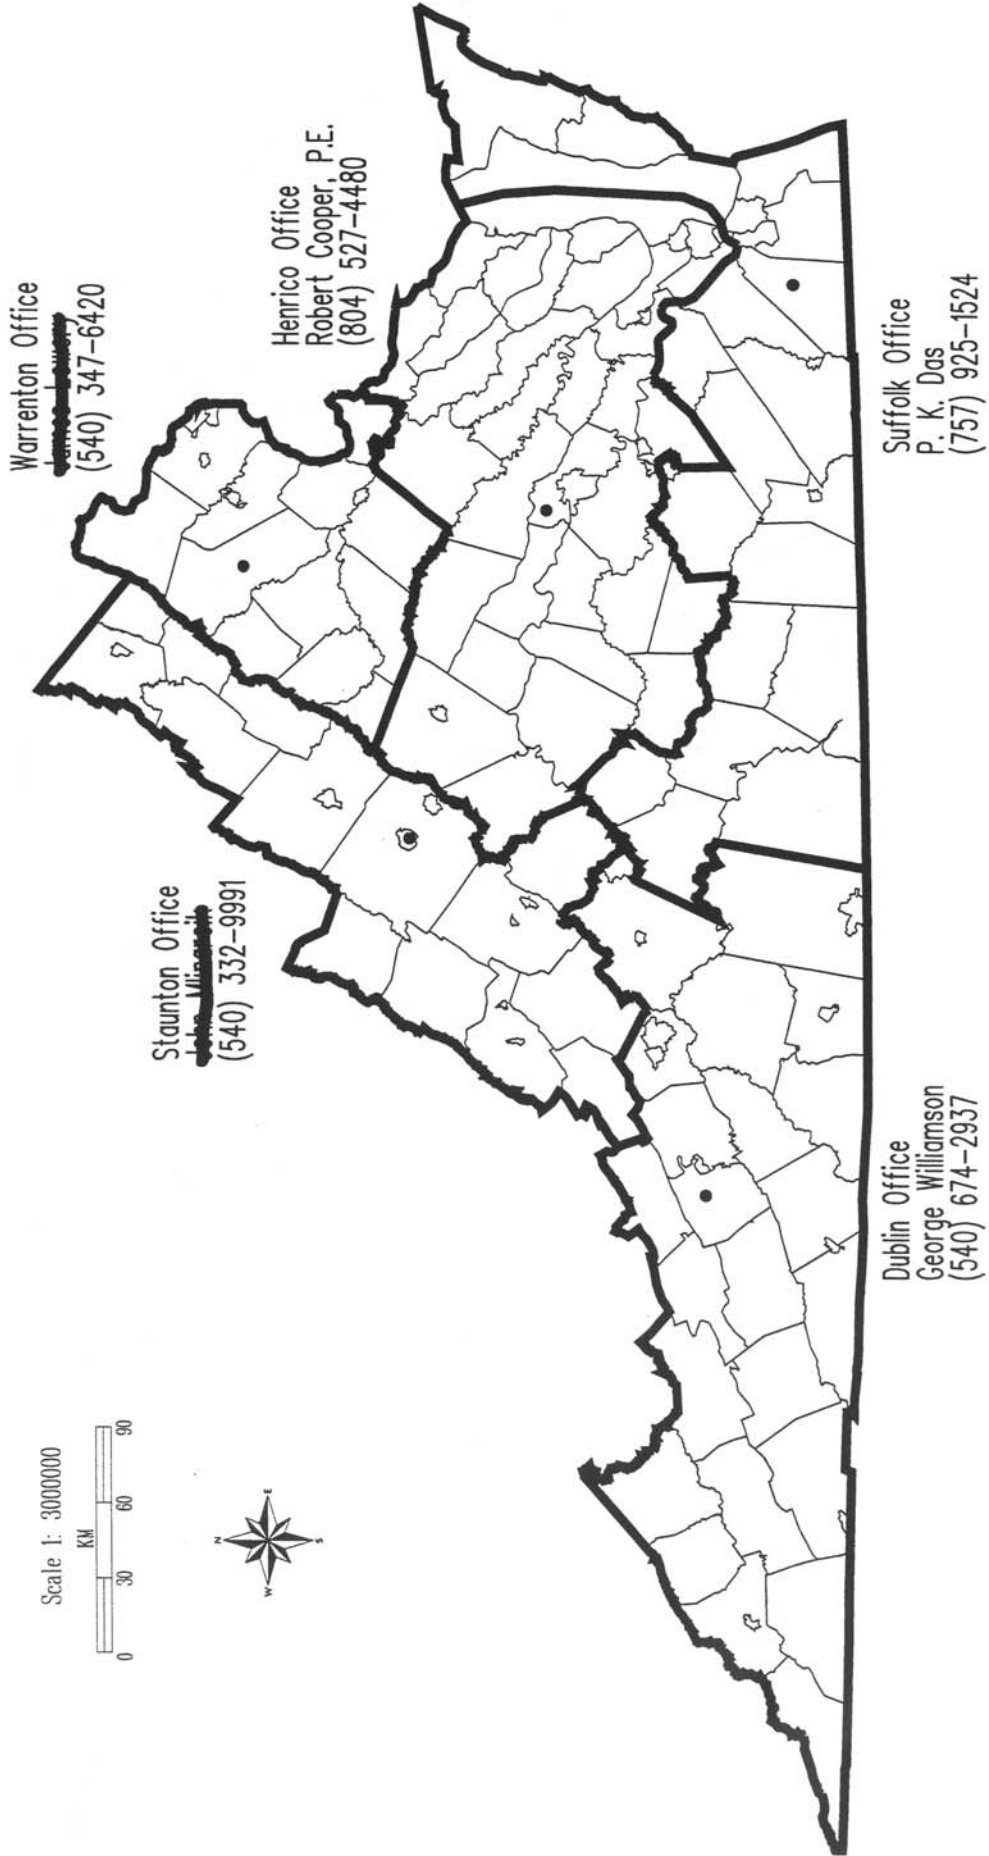 Warrenton Office
(540) 347-6420
Henrico Office
Robert Cooper, P.E.
(804) 527-4480
Staunton Office
(540) 332-9991
Suffolk Office
P. K. Das
(757) 925-1524
Dublin Office
George Williamson
(540) 674-2937
Scale 1: 3000000
KM
0 30 60 90
N
W E
S